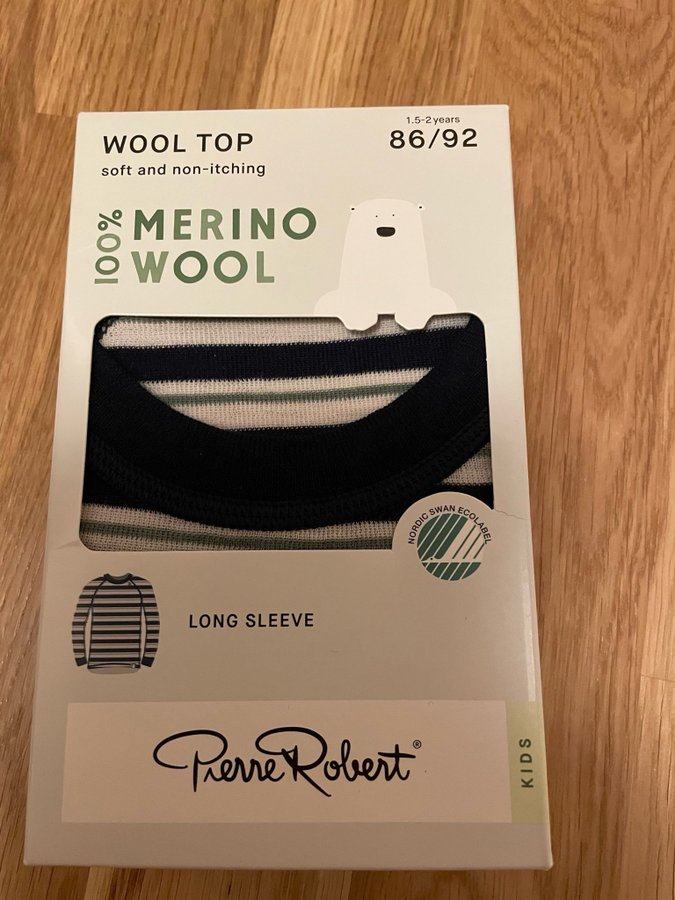 WOOL TOP
soft and non-itching
1.5-2 years
86/92
100% MERINO
WOOL
NORDIC SWAN ECOLABEL
LONG SLEEVE
Pierre Robert®
KIDS